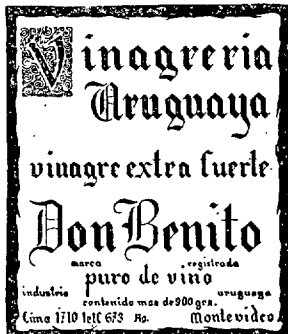 Vinagreria
Uruguaya
vinagre extra fuerte
Don Benito
marca registrada
puro de vino
industria uruguaya
contenido mas de 900 grs.
Lima 1710 telf 673 Ag. Montevideo